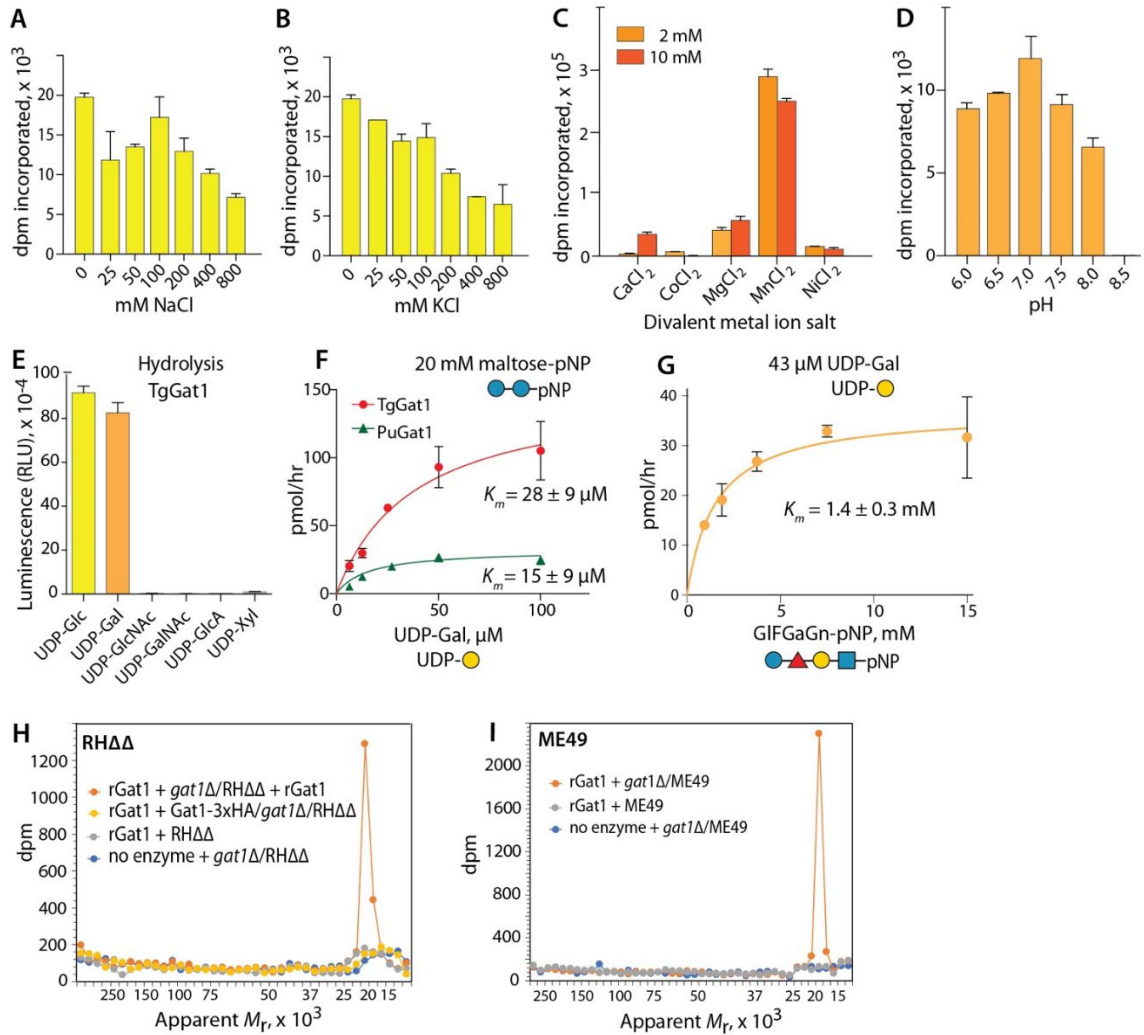 A
dpm incorporated, x 10³
20
15
10
5
0
0 25 50 100 200 400 800
mM NaCl
B
dpm incorporated, x 10³
20
15
10
5
0
0 25 50 100 200 400 800
mM KCl
C
2 mM
10 mM
dpm incorporated, x 10⁵
3
2
1
0
CaCl₂ CoCl₂ MgCl₂ MnCl₂ NiCl₂
Divalent metal ion salt
D
dpm incorporated, x 10³
10
5
0
6.0 6.5 7.0 7.5 8.0 8.5
pH
E
Hydrolysis
TgGat1
Luminescence (RLU), x 10⁻⁴
100
80
60
40
20
0
UDP-Glc UDP-Gal UDP-GlcNAc UDP-GalNAc UDP-GlcA UDP-Xyl
F
20 mM maltose-pNP
pNP
TgGat1
PuGat1
pmol/hr
150
100
50
0
Kₘ = 28 ± 9 µM
Kₘ = 15 ± 9 µM
0 50 100
UDP-Gal, µM
UDP-
G
43 µM UDP-Gal
UDP-
pmol/hr
40
30
20
10
0
Kₘ = 1.4 ± 0.3 mM
0 5 10 15
GlFGaGn-pNP, mM
pNP
H
RHΔΔ
rGat1 + gat1Δ/RHΔΔ + rGat1
rGat1 + Gat1-3xHA/gat1Δ/RHΔΔ
rGat1 + RHΔΔ
no enzyme + gat1Δ/RHΔΔ
dpm
1200
1000
800
600
400
200
0
250 150 100 75 50 37 25 20 15
Apparent Mᵣ, x 10³
I
ME49
rGat1 + gat1Δ/ME49
rGat1 + ME49
no enzyme + gat1Δ/ME49
dpm
2000
1600
1200
800
400
0
250 150 100 75 50 37 25 20 15
Apparent Mᵣ, x 10³